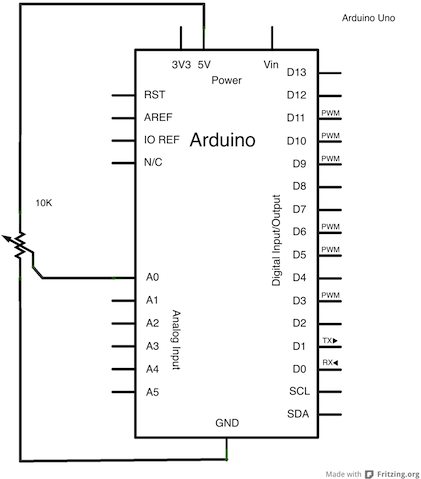 Arduino Uno
3V3 5V Vin
Power
D13
RST D12
AREF D11 PWM
IO REF Arduino D10 PWM
N/C D9 PWM
D8
10K D7
D6 PWM
D5 PWM
Digital Input/Output
A0 D4
A1 D3 PWM
A2 D2
A3 D1 TX
A4 D0 RX
Analog Input
A5 SCL
SDA
GND
Made with Fritzing.org